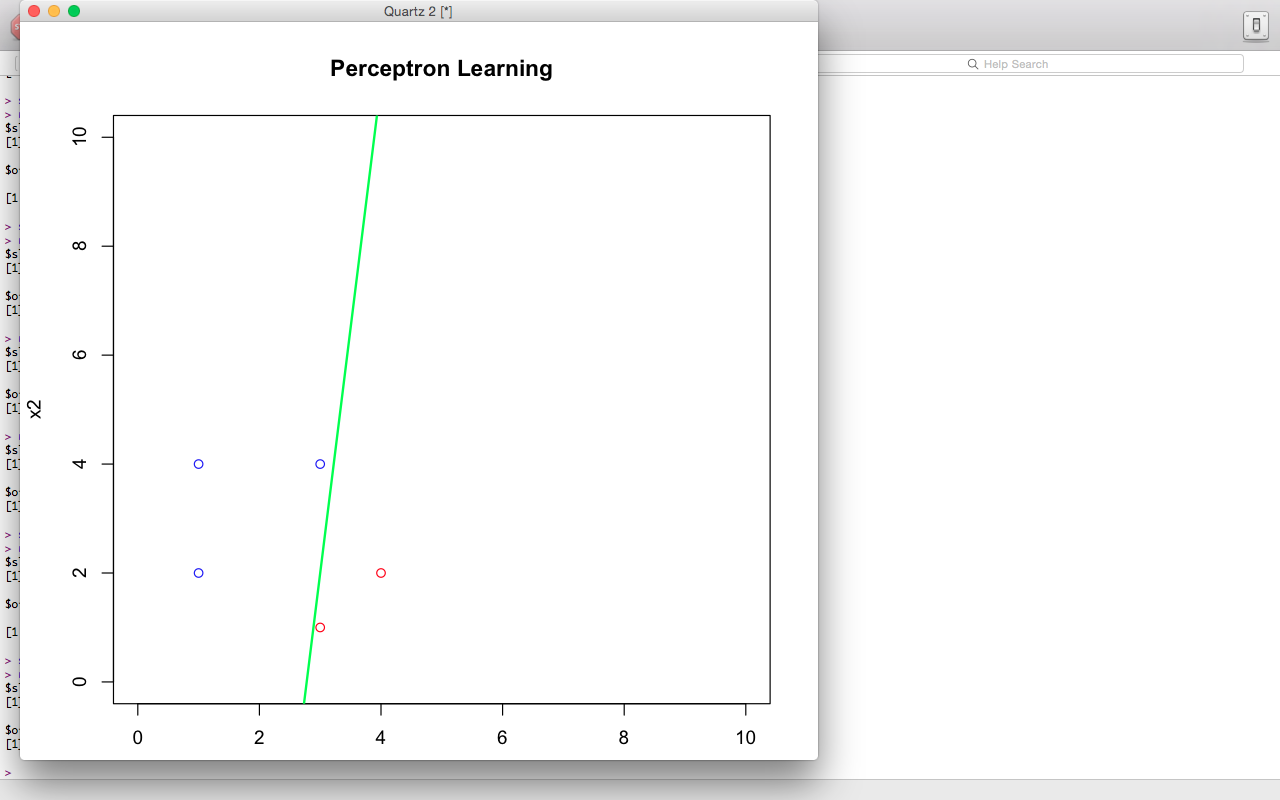 Quartz 2 [*]
Help Search
Perceptron Learning
10
8
6
4
2
0
x2
0 2 4 6 8 10
>
>
$s
[1]
$o
[1
>
>
$s
[1]
$o
[1]
>
$s
[1]
$o
[1]
>
$s
[1]
$o
[1]
>
>
$s
[1]
$o
[1
>
>
$s
[1]
$o
[1]
>